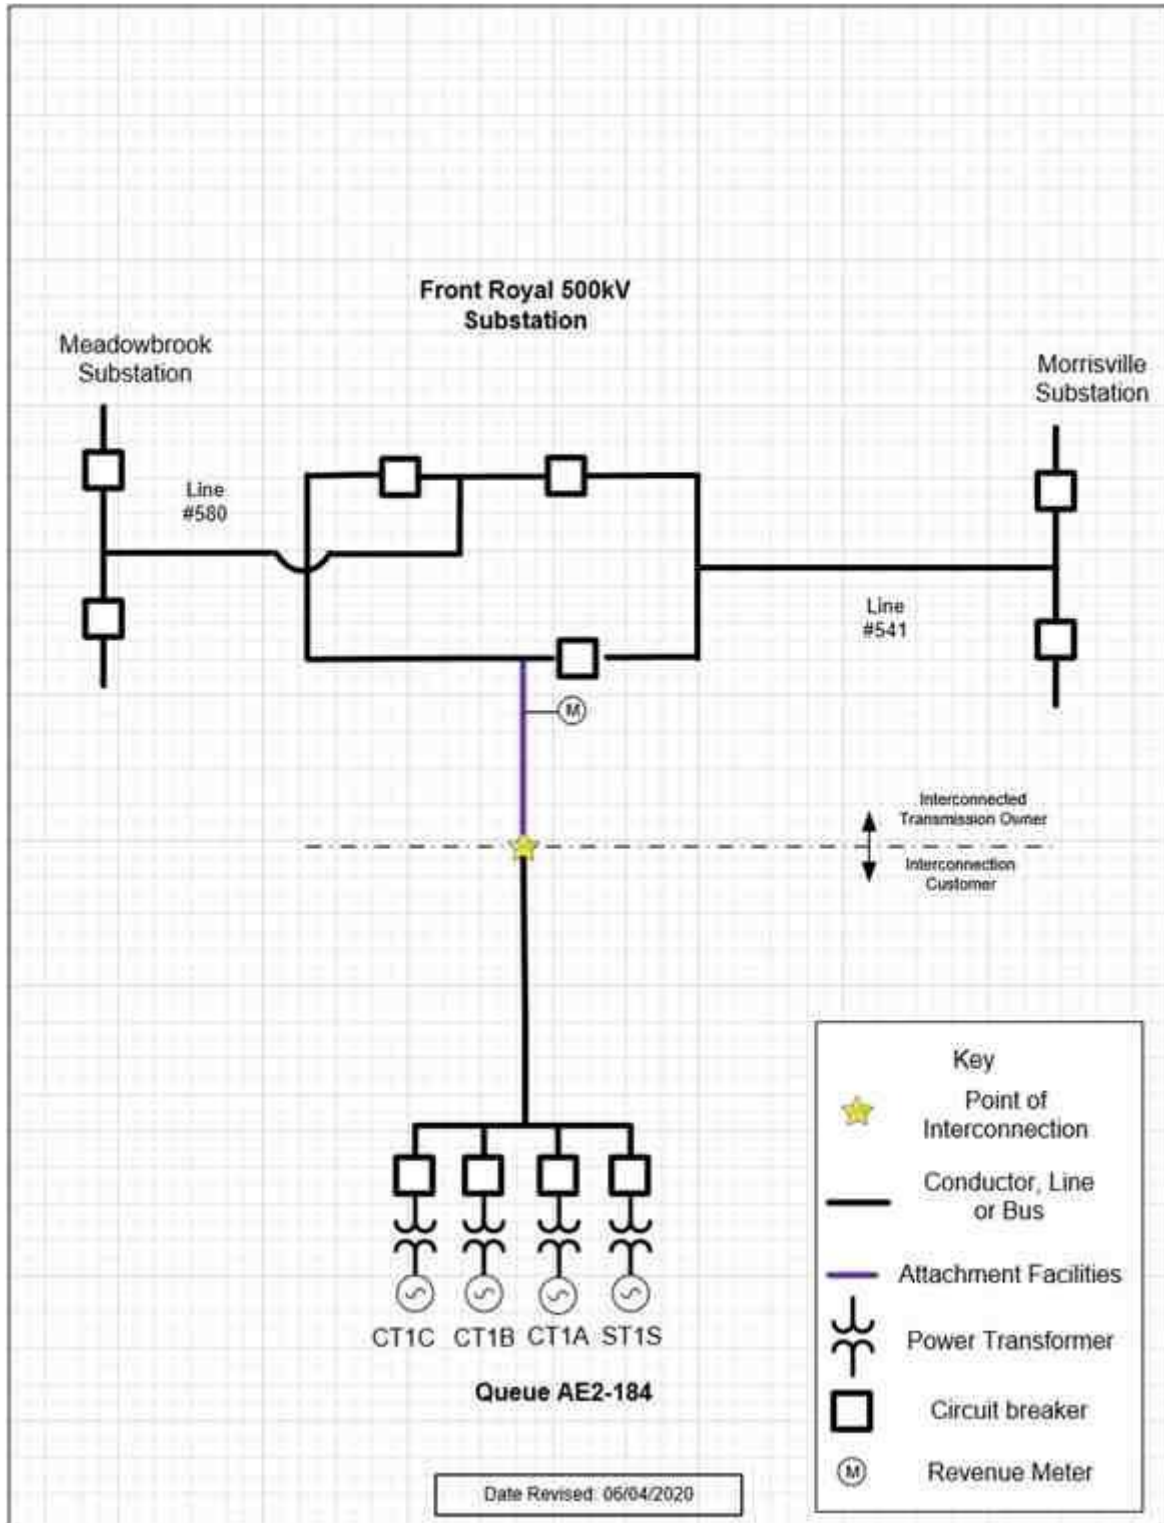 Front Royal 500kV
Substation
Meadowbrook
Substation
Morrisville
Substation
Line
#580
Line
#541
M
Interconnected
Transmission Owner
Interconnection
Customer
Key
Point of
Interconnection
Conductor, Line
or Bus
Attachment Facilities
Power Transformer
Circuit breaker
M
Revenue Meter
CT1C CT1B CT1A ST1S
Queue AE2-184
Date Revised: 06/04/2020